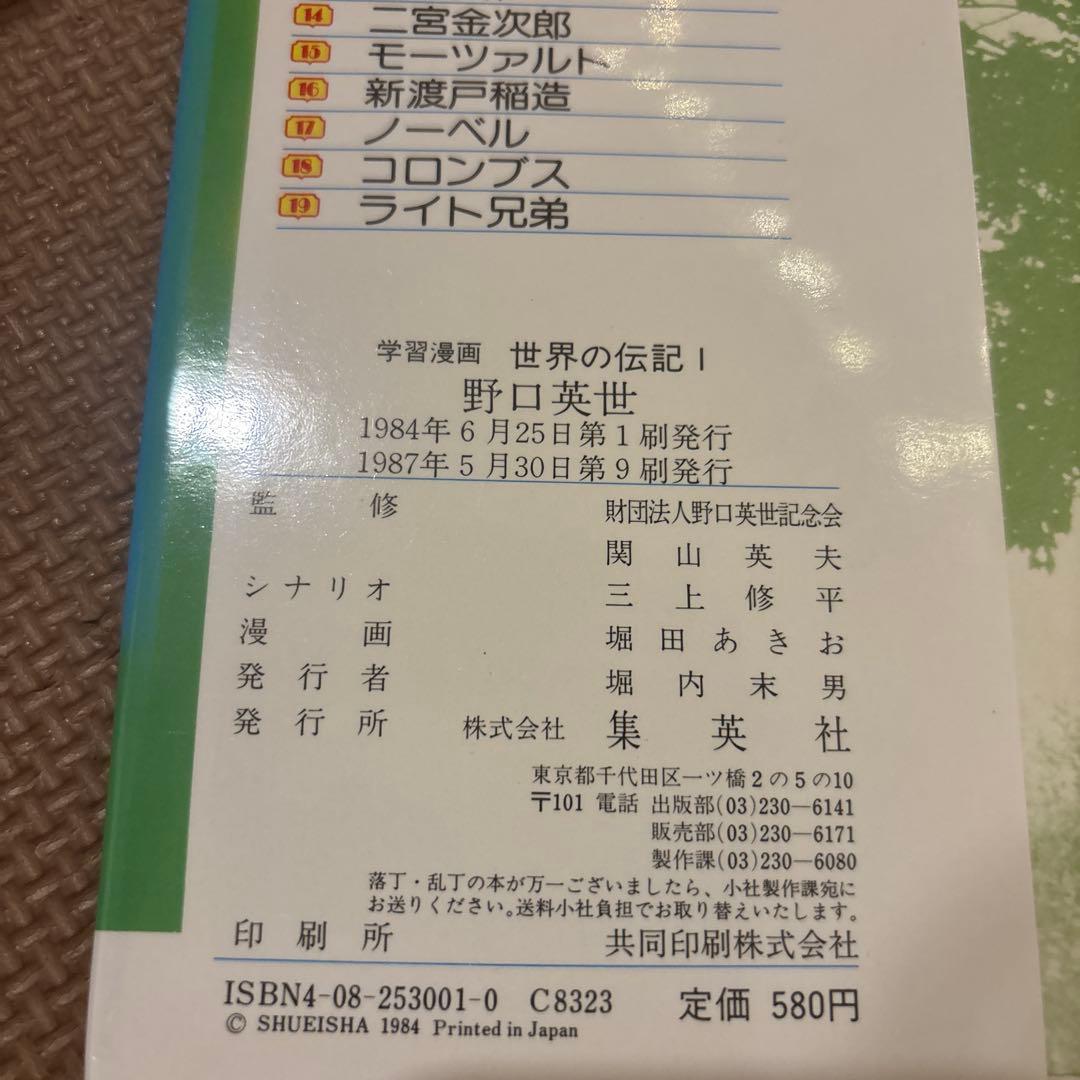 14 二宮金次郎
15 モーツァルト
16 新渡戸稲造
17 ノーベル
18 コロンブス
19 ライト兄弟
学習漫画 世界の伝記1
野口英世
1984年6月25日第1刷発行
1987年5月30日第9刷発行
監修 財団法人野口英世記念会
関山英夫
シナリオ 三上修平
漫画 堀田あきお
発行者 堀内末男
発行所 株式会社 集英社
東京都千代田区一ツ橋2の5の10
〒101 電話 出版部(03)230—6141
販売部(03)230—6171
製作課(03)230—6080
落丁・乱丁の本が万一ございましたら、小社製作課宛に
お送りください。送料小社負担でお取り替えいたします。
印刷所 共同印刷株式会社
ISBN4-08-253001-0 C8323 定価 580円
© SHUEISHA 1984 Printed in Japan